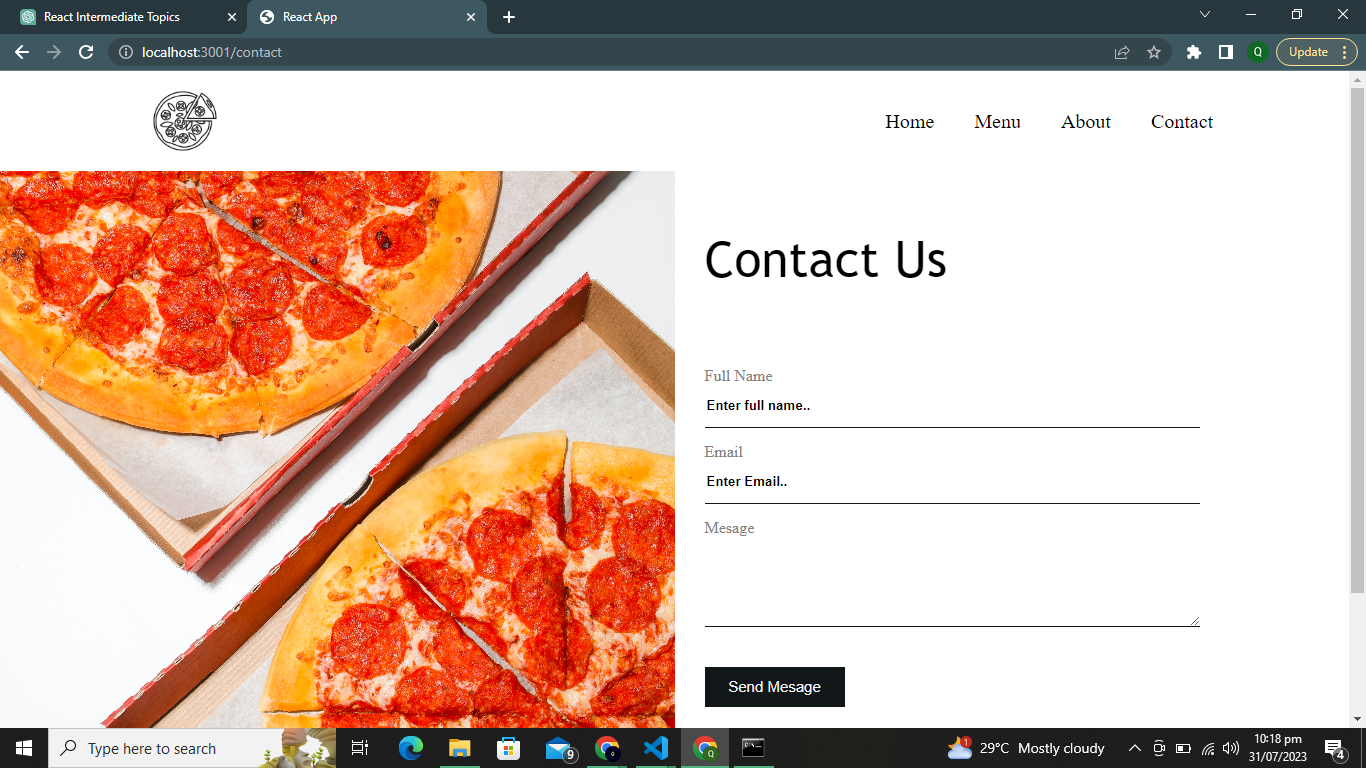 React Intermediate Topics
React App
localhost:3001/contact
Q
Update
Home Menu About Contact
Contact Us
Full Name
Enter full name..
Email
Enter Email..
Mesage
Send Mesage
Type here to search
9
29°C Mostly cloudy
10:18 pm
31/07/2023
4